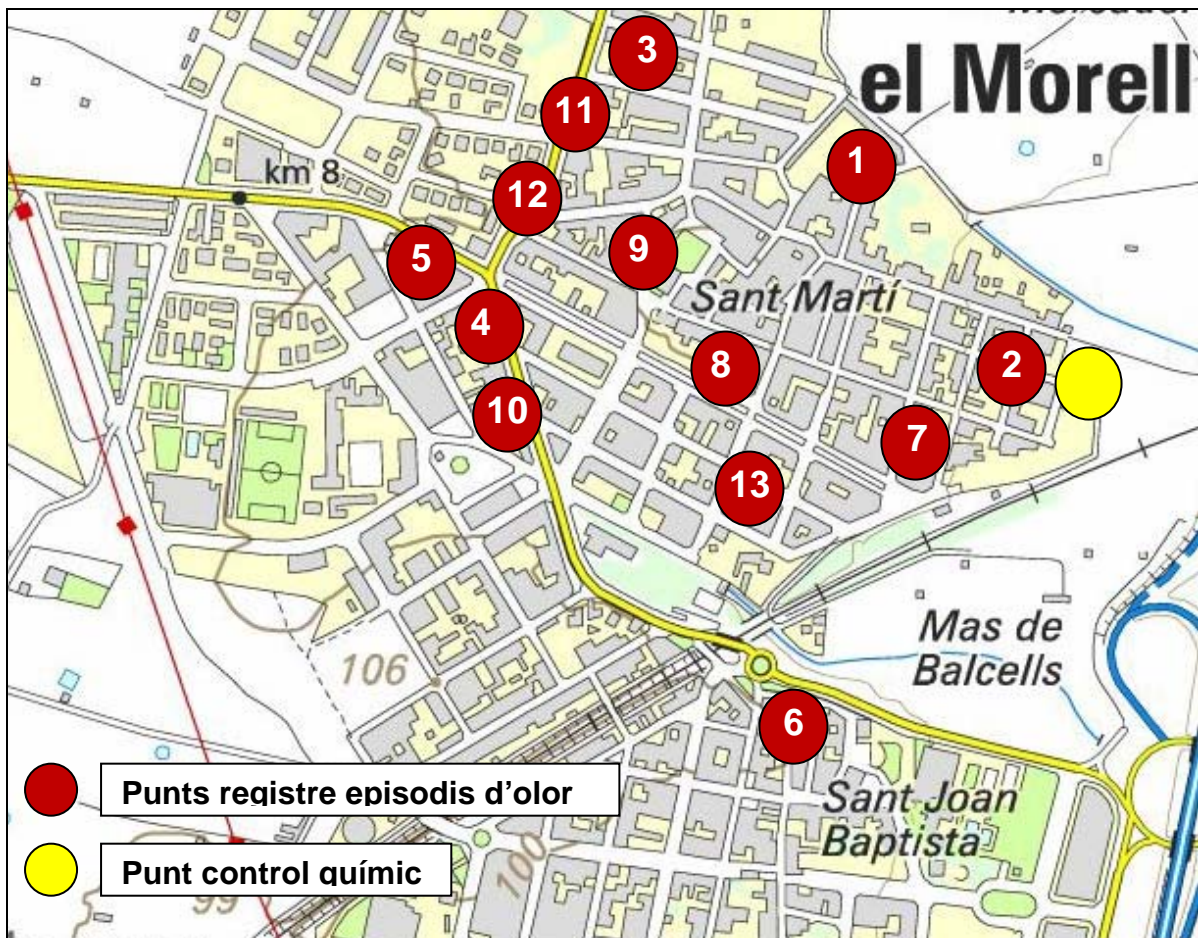 el Morell
3
11
1
km 8
12
9
5
Sant Martí
4
8
2
10
7
13
Mas de
Balcells
106
6
Punts registre episodis d'olor
Sant Joan
Baptista
Punt control químic
100
99